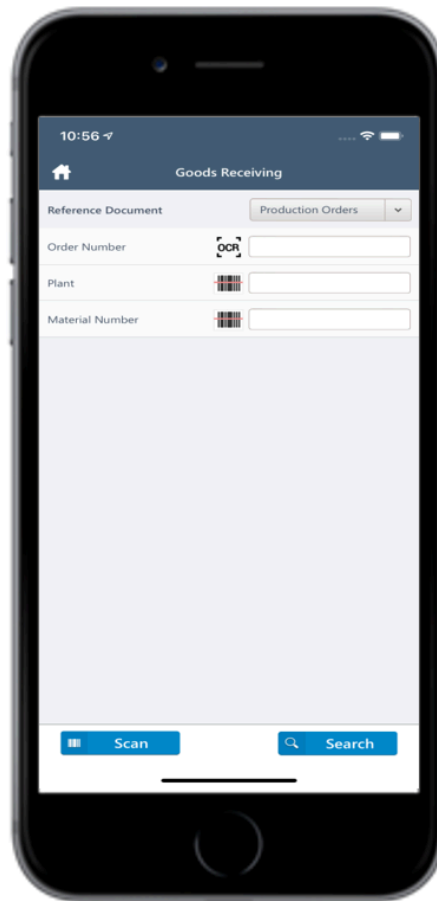 10:56
Goods Receiving
Reference Document Production Orders
Order Number OCR
Plant
Material Number
Scan Search